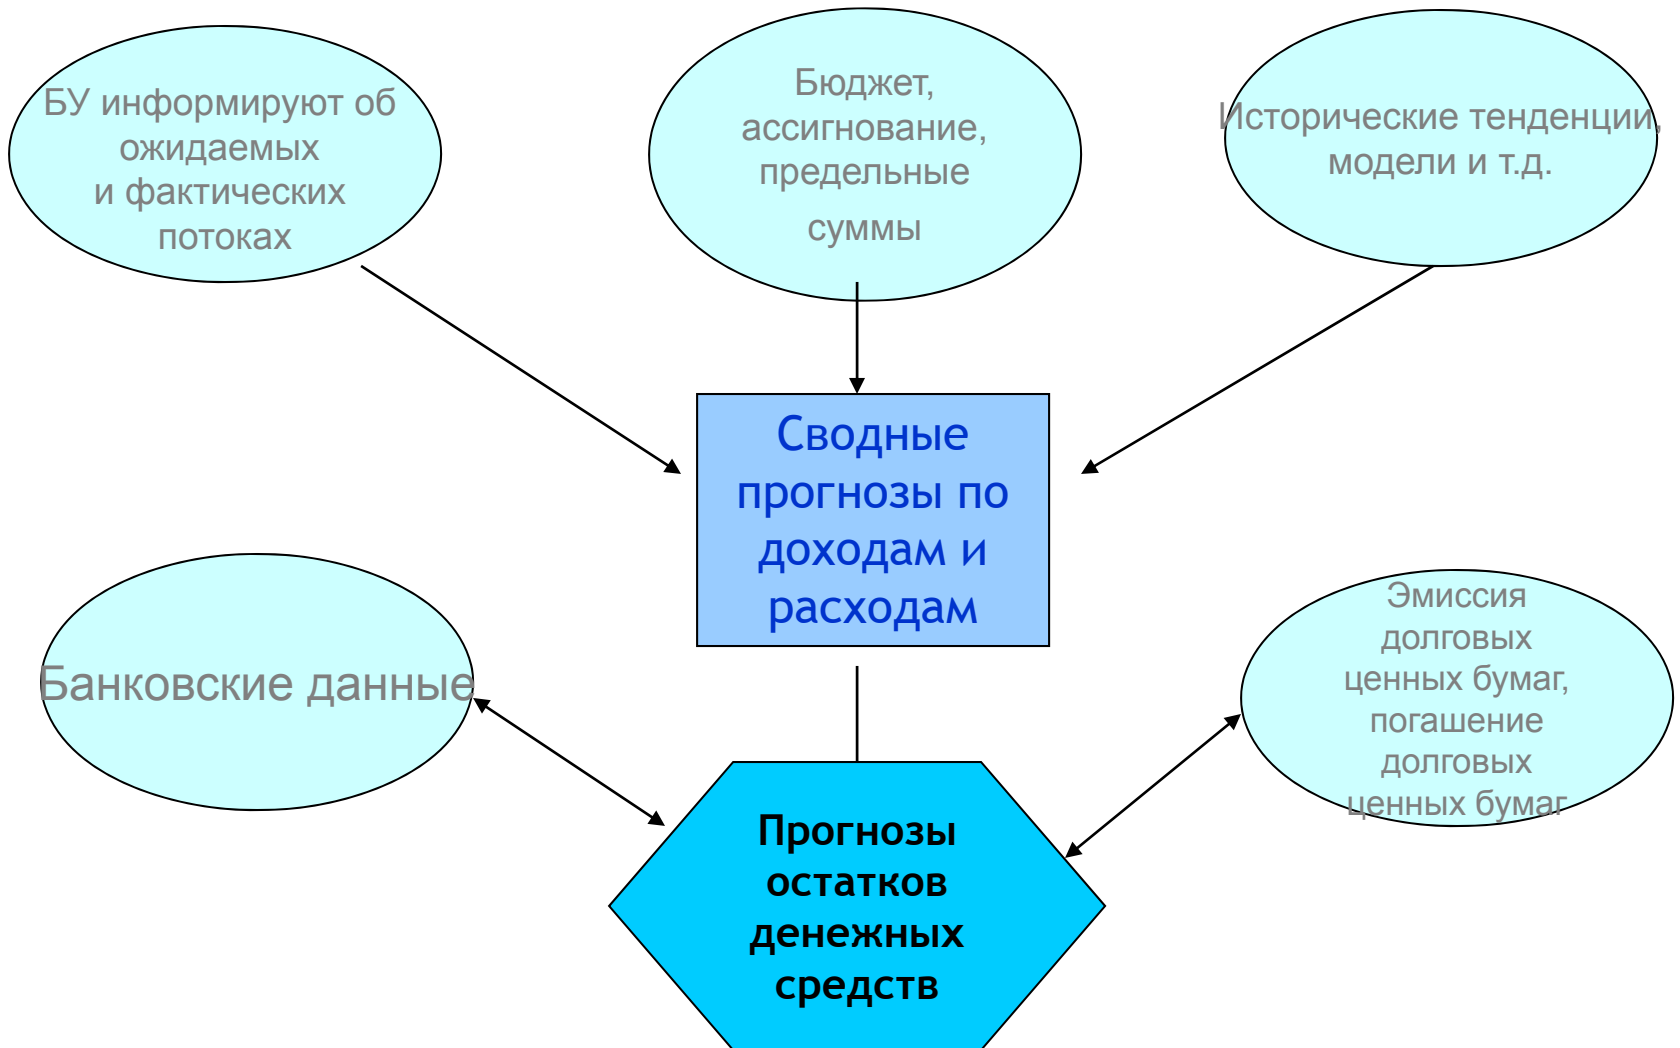 БУ информируют об
ожидаемых
и фактических
потоках
Бюджет,
ассигнование,
предельные
суммы
Исторические тенденции,
модели и т.д.
Сводные
прогнозы по
доходам и
расходам
Банковские данные
Эмиссия
долговых
ценных бумаг,
погашение
долговых
ценных бумаг
Прогнозы
остатков
денежных
средств